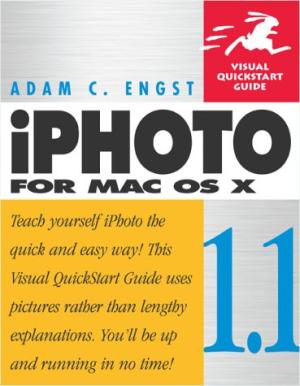 VISUAL
QUICKSTART
GUIDE
ADAM C. ENGST
iPHOTO
FOR MAC OS X
Teach yourself iPhoto the
quick and easy way! This
Visual QuickStart Guide uses
pictures rather than lengthy
explanations. You'll be up
and running in no time!
1.1